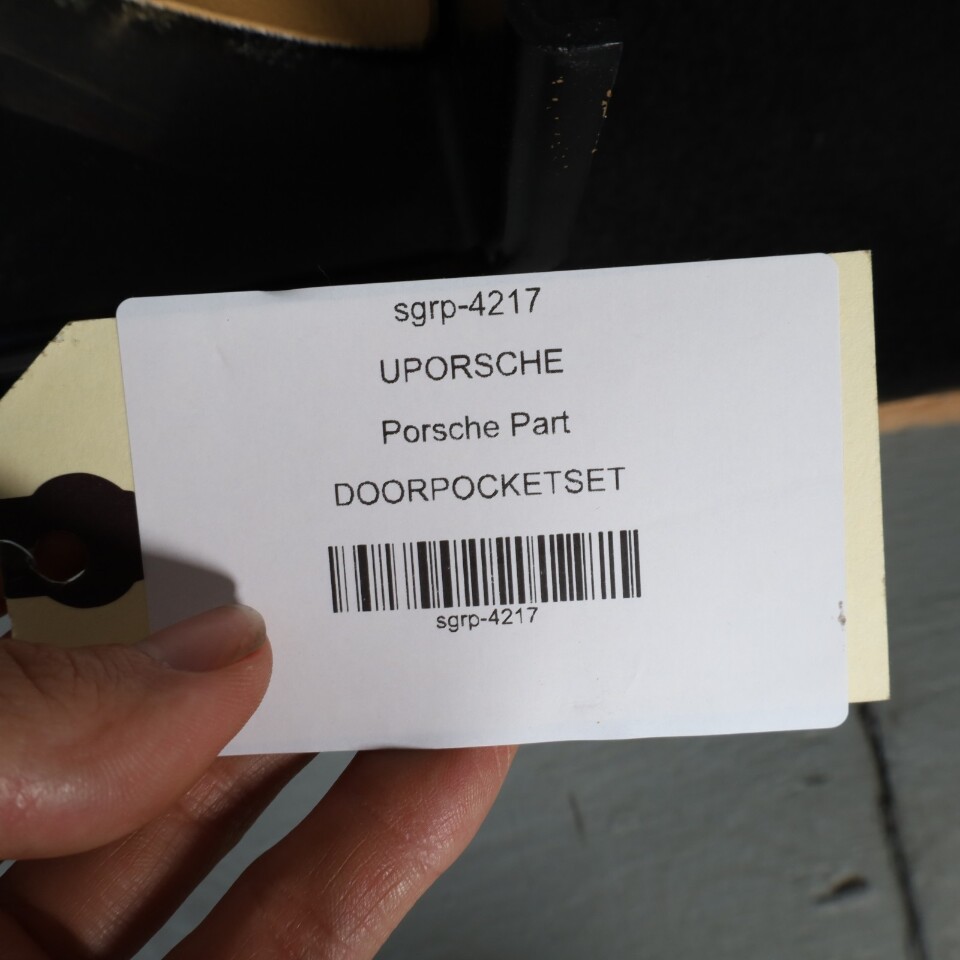 sgrp-4217
UPORSCHE
Porsche Part
DOORPOCKETSET
sgrp-4217